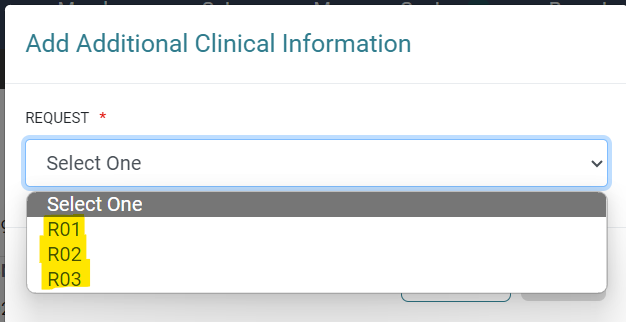 Add Additional Clinical Information
REQUEST *
Select One
Select One
R01
R02
R03